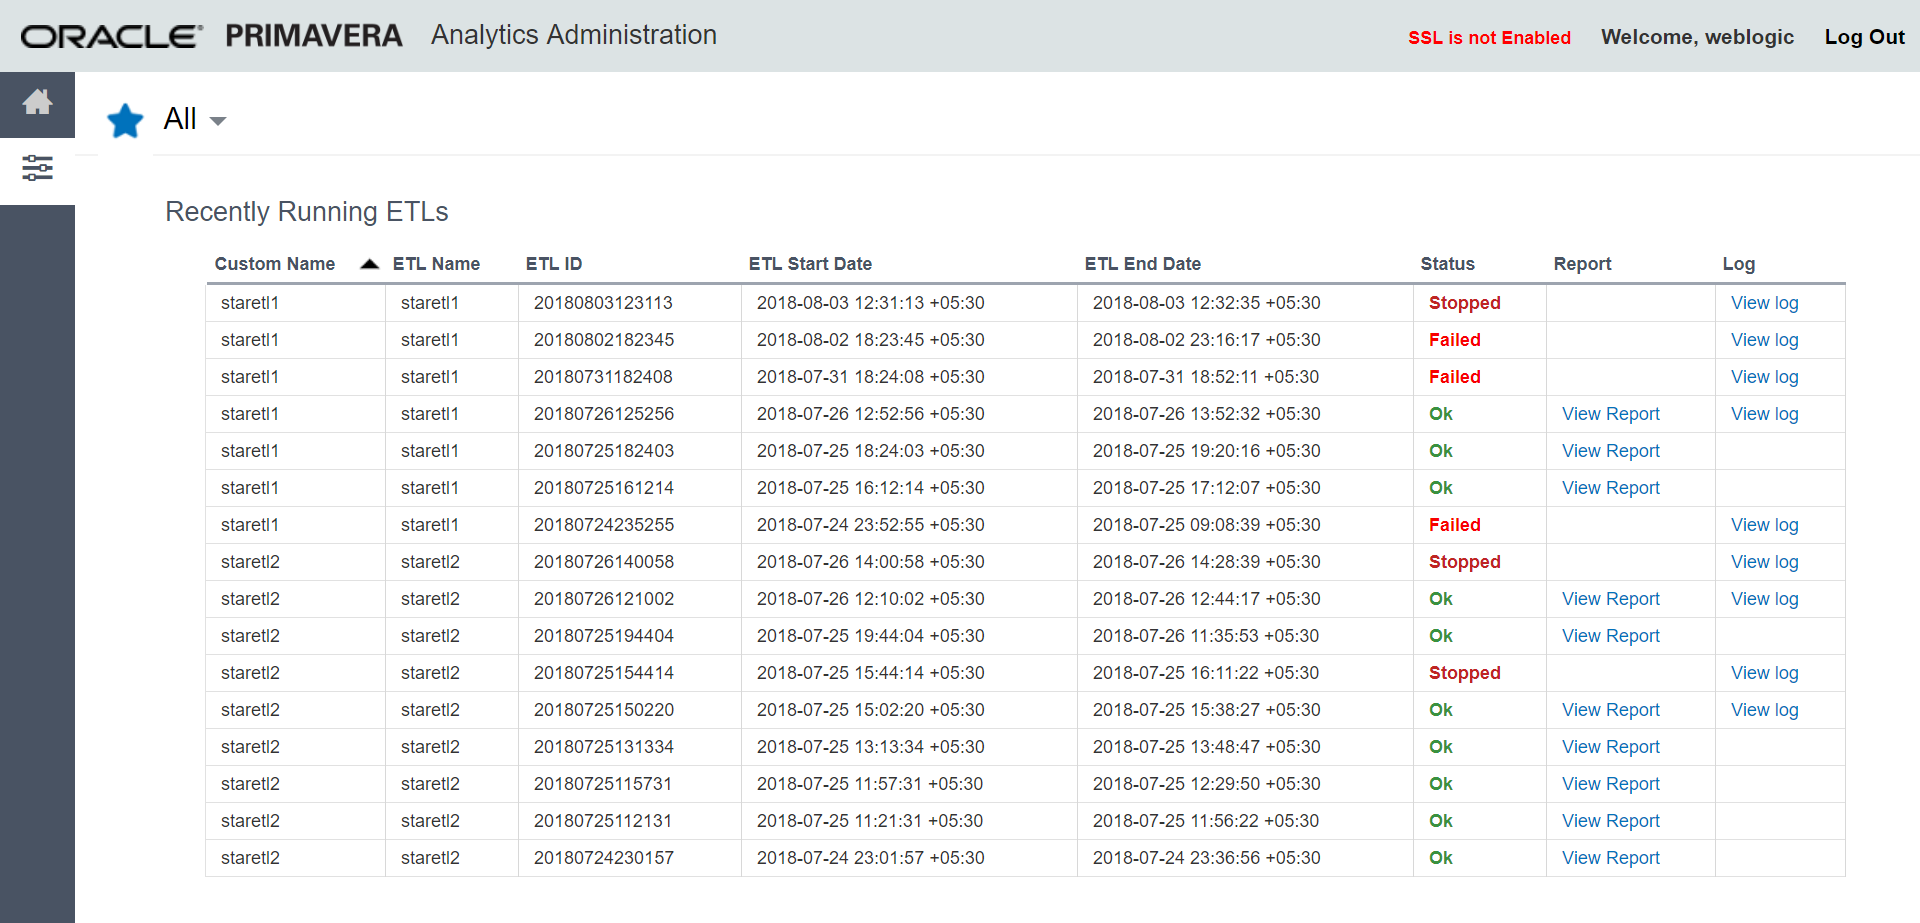 ORACLE® PRIMAVERA Analytics Administration SSL is not Enabled Welcome, weblogic Log Out
All
Recently Running ETLs
Custom Name ETL Name ETL ID ETL Start Date ETL End Date Status Report Log
staretl1 staretl1 20180803123113 2018-08-03 12:31:13 +05:30 2018-08-03 12:32:35 +05:30 Stopped View log
staretl1 staretl1 20180802182345 2018-08-02 18:23:45 +05:30 2018-08-02 23:16:17 +05:30 Failed View log
staretl1 staretl1 20180731182408 2018-07-31 18:24:08 +05:30 2018-07-31 18:52:11 +05:30 Failed View log
staretl1 staretl1 20180726125256 2018-07-26 12:52:56 +05:30 2018-07-26 13:52:32 +05:30 Ok View Report View log
staretl1 staretl1 20180725182403 2018-07-25 18:24:03 +05:30 2018-07-25 19:20:16 +05:30 Ok View Report
staretl1 staretl1 20180725161214 2018-07-25 16:12:14 +05:30 2018-07-25 17:12:07 +05:30 Ok View Report
staretl1 staretl1 20180724235255 2018-07-24 23:52:55 +05:30 2018-07-25 09:08:39 +05:30 Failed View log
staretl2 staretl2 20180726140058 2018-07-26 14:00:58 +05:30 2018-07-26 14:28:39 +05:30 Stopped View log
staretl2 staretl2 20180726121002 2018-07-26 12:10:02 +05:30 2018-07-26 12:44:17 +05:30 Ok View Report View log
staretl2 staretl2 20180725194404 2018-07-25 19:44:04 +05:30 2018-07-26 11:35:53 +05:30 Ok View Report
staretl2 staretl2 20180725154414 2018-07-25 15:44:14 +05:30 2018-07-25 16:11:22 +05:30 Stopped View log
staretl2 staretl2 20180725150220 2018-07-25 15:02:20 +05:30 2018-07-25 15:38:27 +05:30 Ok View Report View log
staretl2 staretl2 20180725131334 2018-07-25 13:13:34 +05:30 2018-07-25 13:48:47 +05:30 Ok View Report
staretl2 staretl2 20180725115731 2018-07-25 11:57:31 +05:30 2018-07-25 12:29:50 +05:30 Ok View Report
staretl2 staretl2 20180725112131 2018-07-25 11:21:31 +05:30 2018-07-25 11:56:22 +05:30 Ok View Report
staretl2 staretl2 20180724230157 2018-07-24 23:01:57 +05:30 2018-07-24 23:36:56 +05:30 Ok View Report